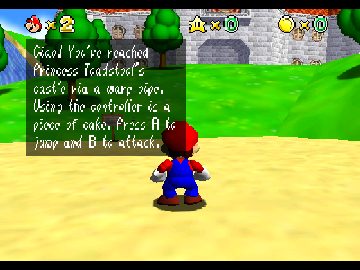 ×2 ×0 ×0
Ciao! You've reached
Princess Toadstool's
castle via a warp pipe.
Using the controller is a
piece of cake. Press A to
jump and B to attack.